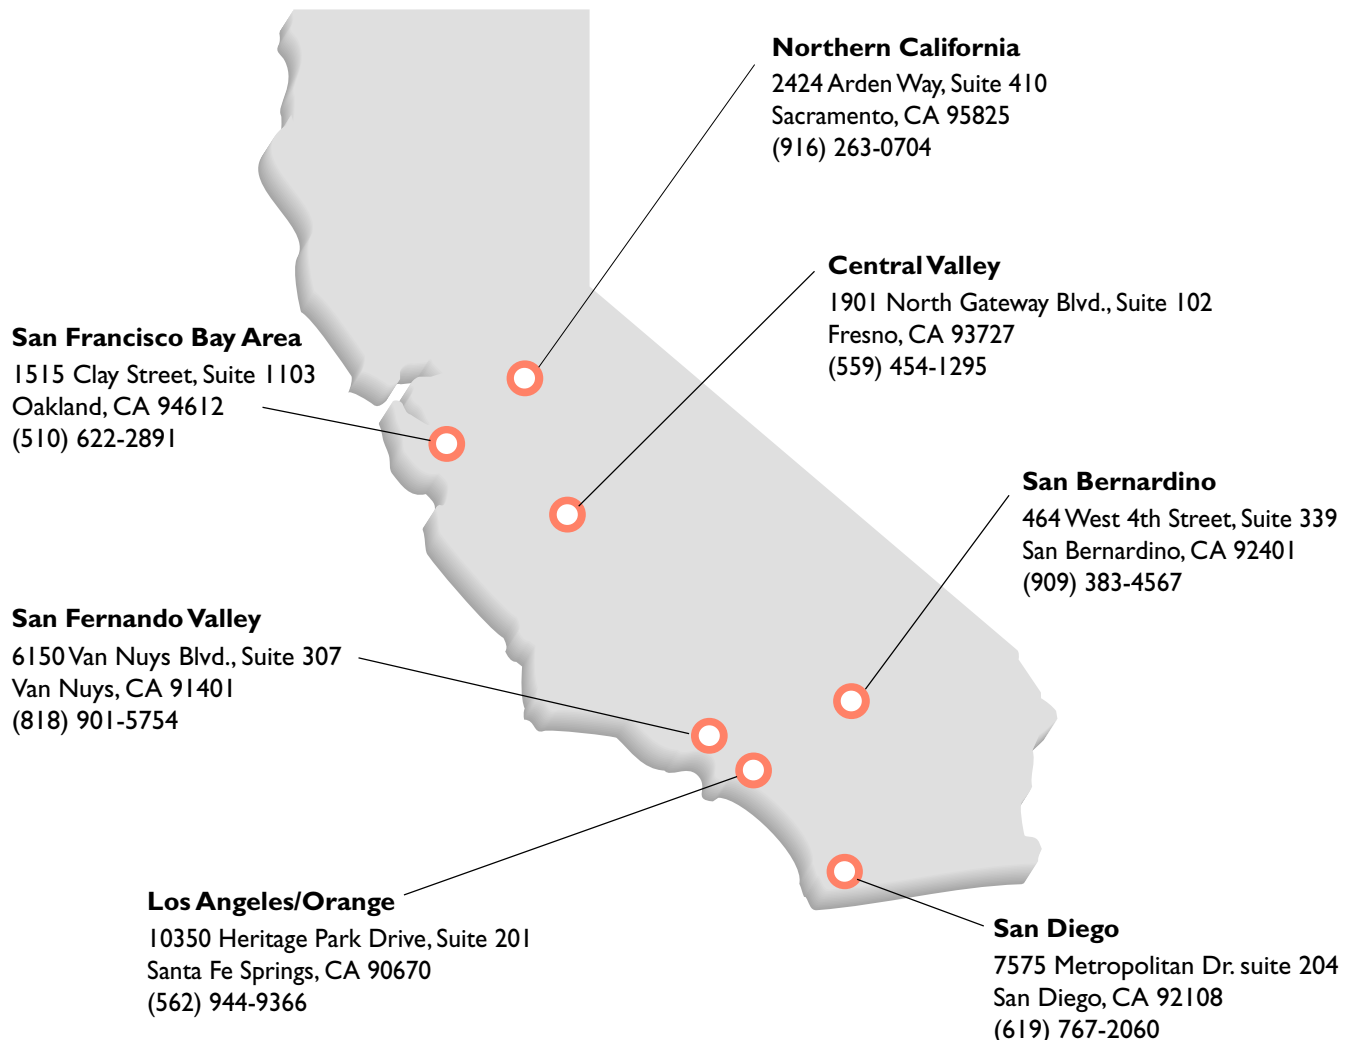 Northern California
2424 Arden Way, Suite 410
Sacramento, CA 95825
(916) 263-0704
Central Valley
1901 North Gateway Blvd., Suite 102
Fresno, CA 93727
(559) 454-1295
San Francisco Bay Area
1515 Clay Street, Suite 1103
Oakland, CA 94612
(510) 622-2891
San Bernardino
464 West 4th Street, Suite 339
San Bernardino, CA 92401
(909) 383-4567
San Fernando Valley
6150 Van Nuys Blvd., Suite 307
Van Nuys, CA 91401
(818) 901-5754
Los Angeles/Orange
10350 Heritage Park Drive, Suite 201
Santa Fe Springs, CA 90670
(562) 944-9366
San Diego
7575 Metropolitan Dr. suite 204
San Diego, CA 92108
(619) 767-2060